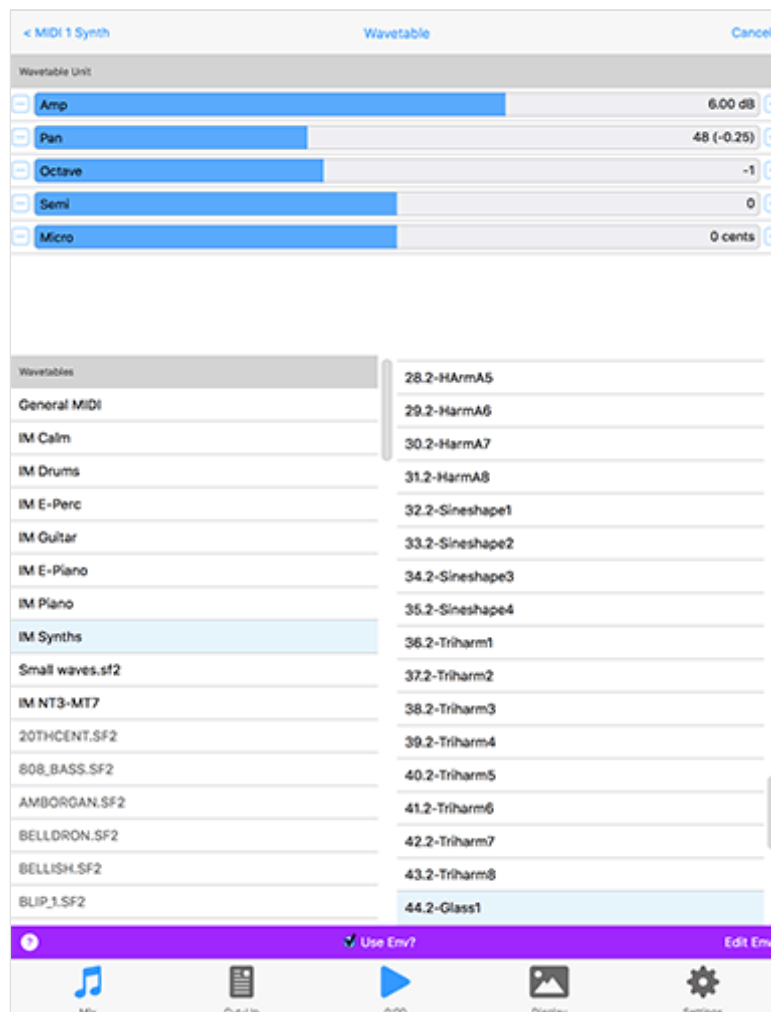 < MIDI 1 Synth Wavetable Cancel
Wavetable Unit
Amp 6.00 dB
Pan 48 (-0.25)
Octave -1
Semi 0
Micro 0 cents
Wavetables
General MIDI
IM Calm
IM Drums
IM E-Perc
IM Guitar
IM E-Piano
IM Piano
IM Synths
Small waves.sf2
IM NT3-MT7
20THCENT.SF2
808_BASS.SF2
AMBORGAN.SF2
BELLDRON.SF2
BELLISH.SF2
BLIP_1.SF2
28.2-HArmA5
29.2-HarmA6
30.2-HarmA7
31.2-HarmA8
32.2-Sineshape1
33.2-Sineshape2
34.2-Sineshape3
35.2-Sineshape4
36.2-Triharm1
37.2-Triharm2
38.2-Triharm3
39.2-Triharm4
40.2-Triharm5
41.2-Triharm6
42.2-Triharm7
43.2-Triharm8
44.2-Glass1
? Use Env? Edit Env